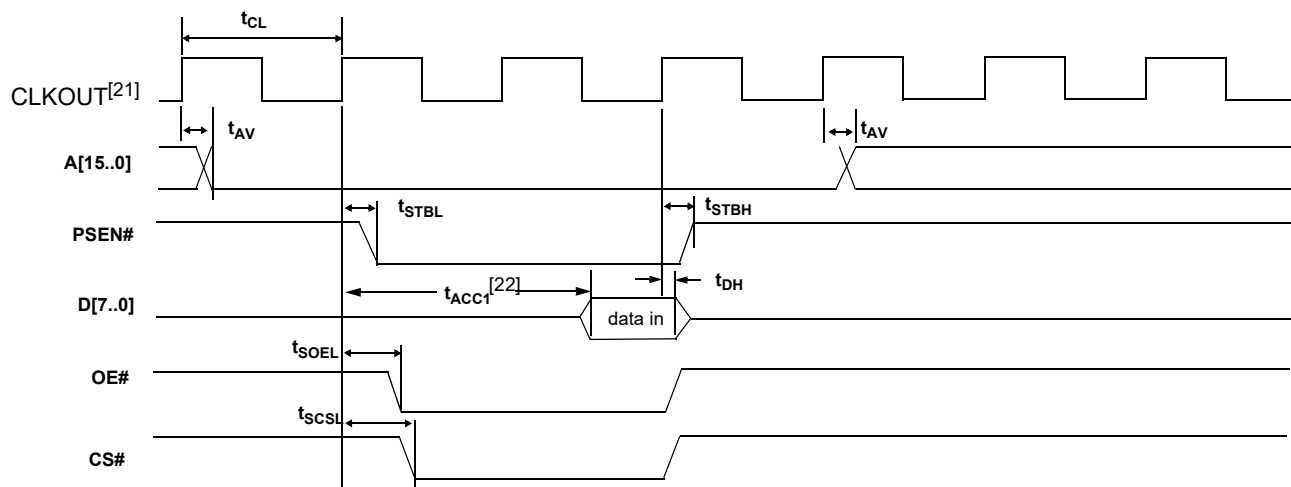 tCL
CLKOUT[21]
tAV
tAV
A[15..0]
tSTBL
tSTBH
PSEN#
tDH
tACC1[22]
D[7..0]
data in
tSOEL
OE#
tSCSL
CS#